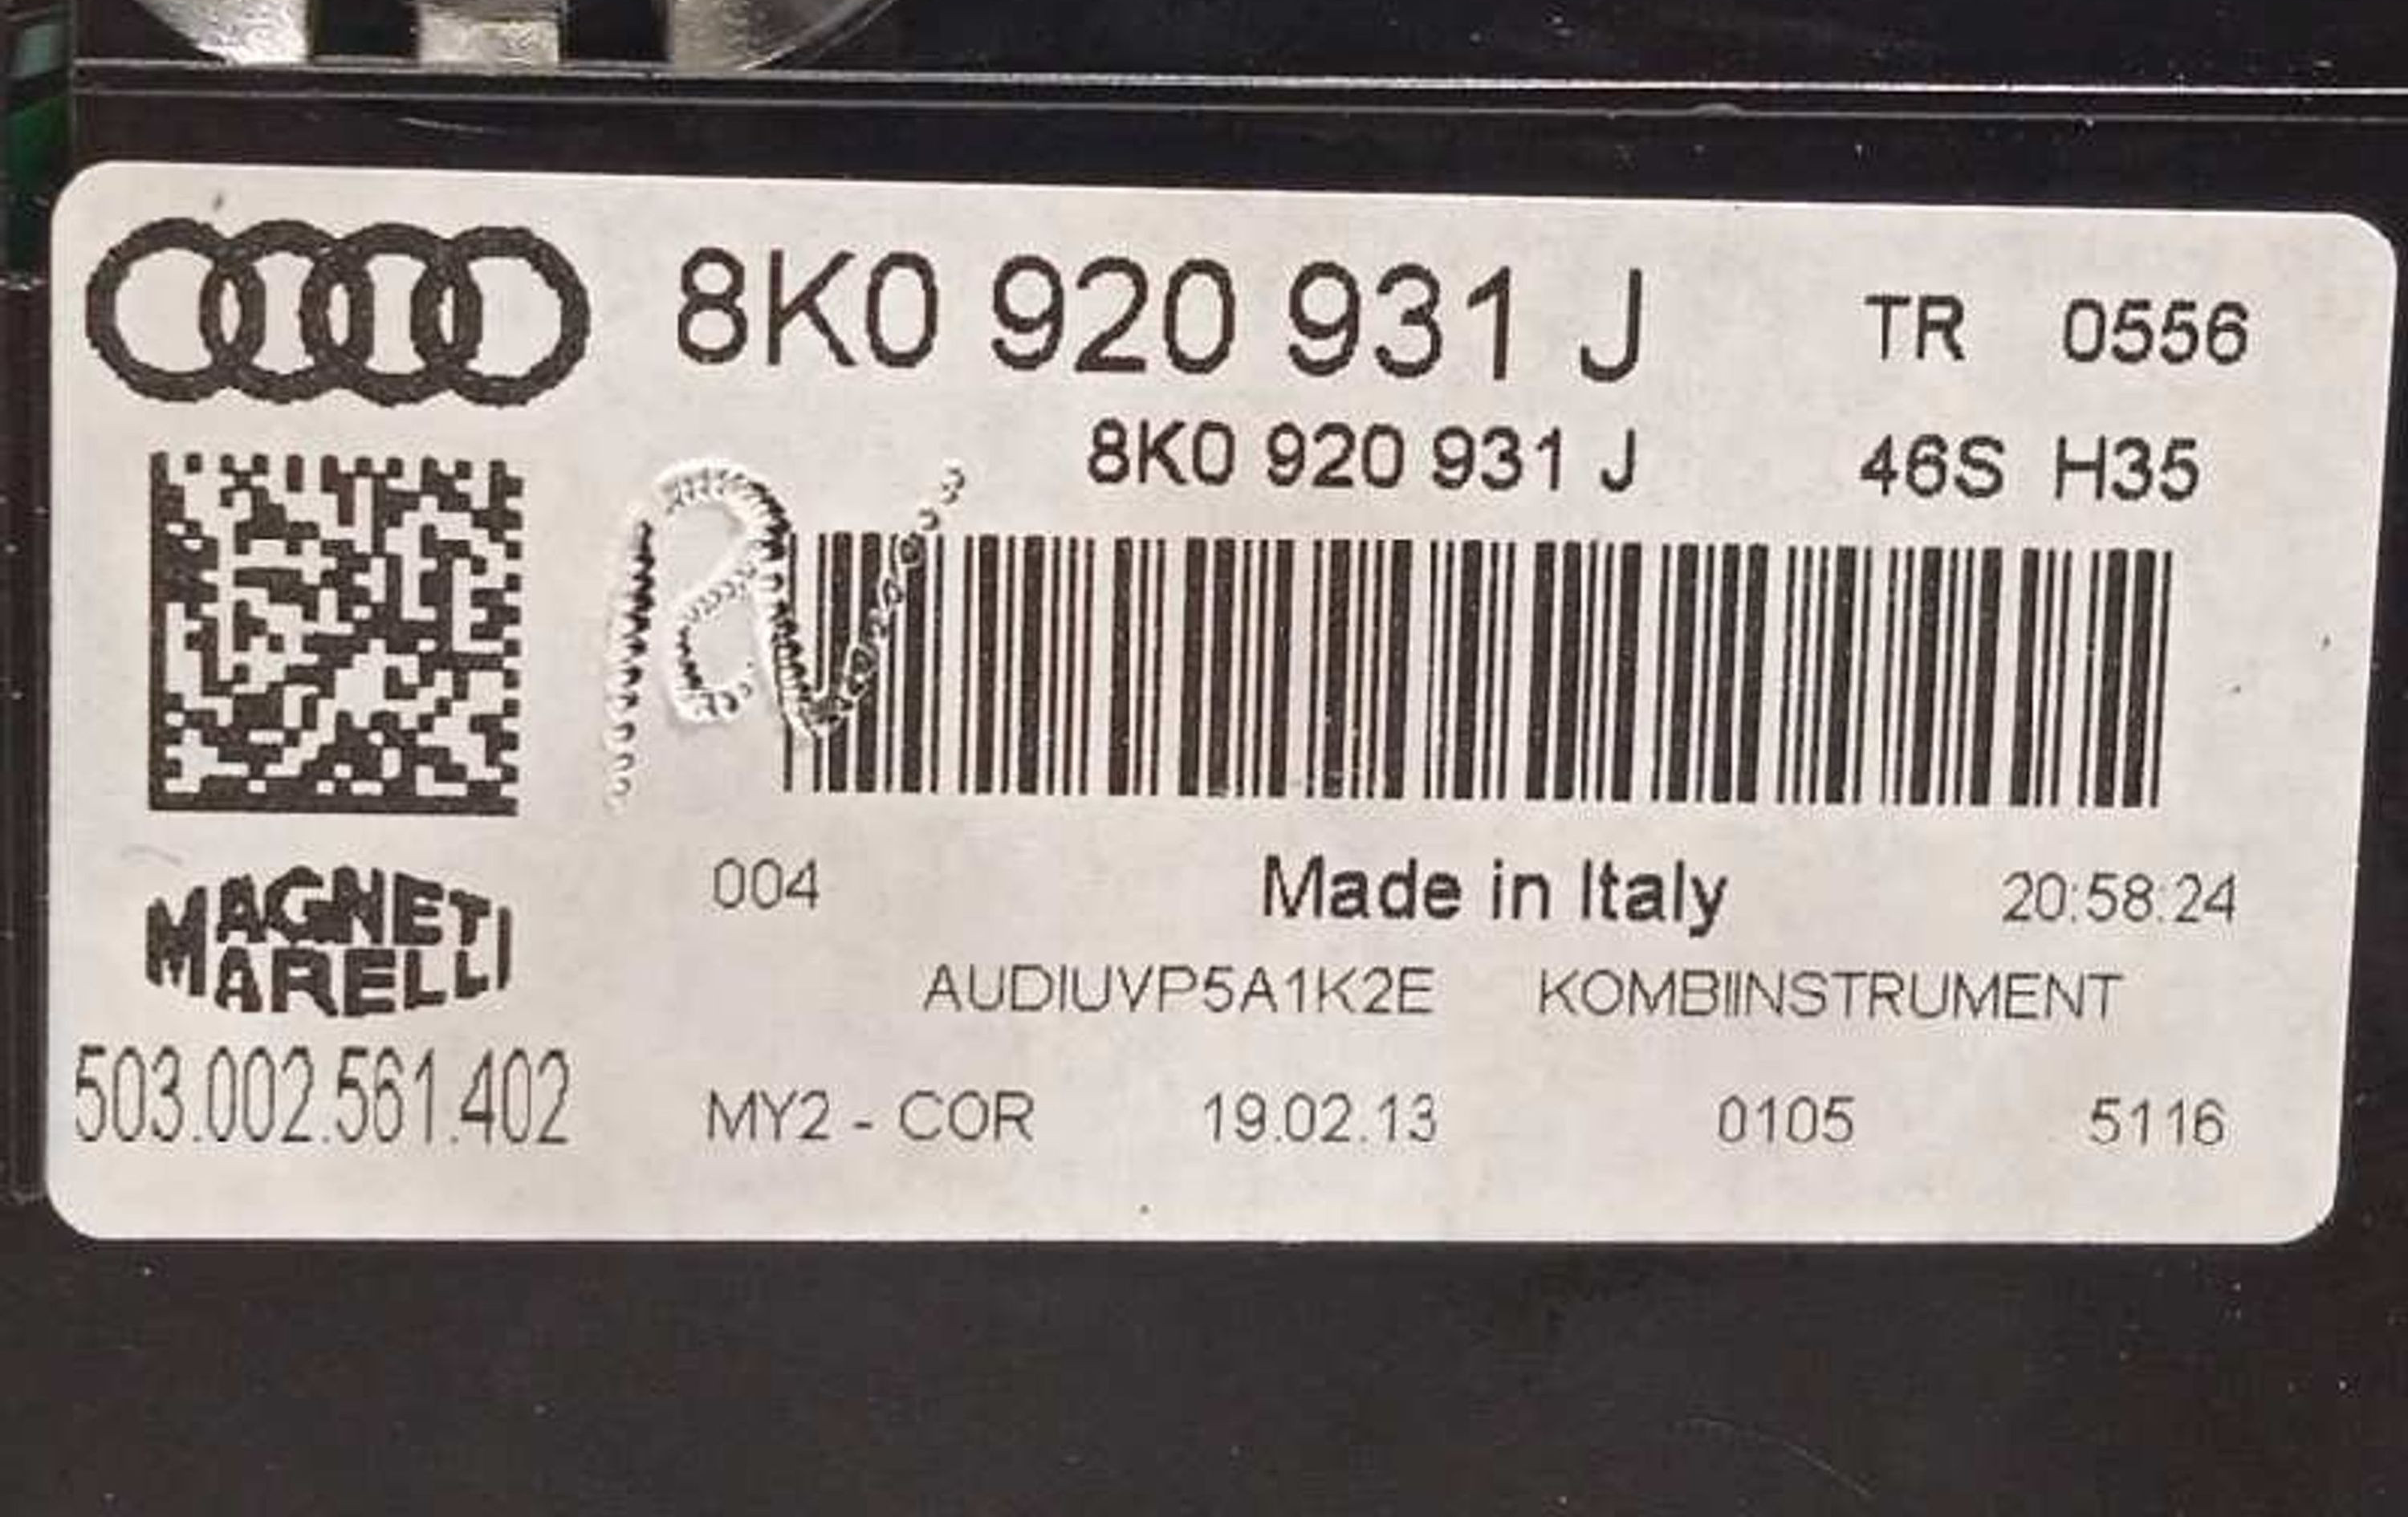 8K0 920 931 J TR 0556
8K0 920 931 J 46S H35
004 Made in Italy 20:58:24
MAGNETI
MARELLI
AUDIUVP5A1K2E KOMBIINSTRUMENT
503.002.561.402 MY2 - COR 19.02.13 0105 5116